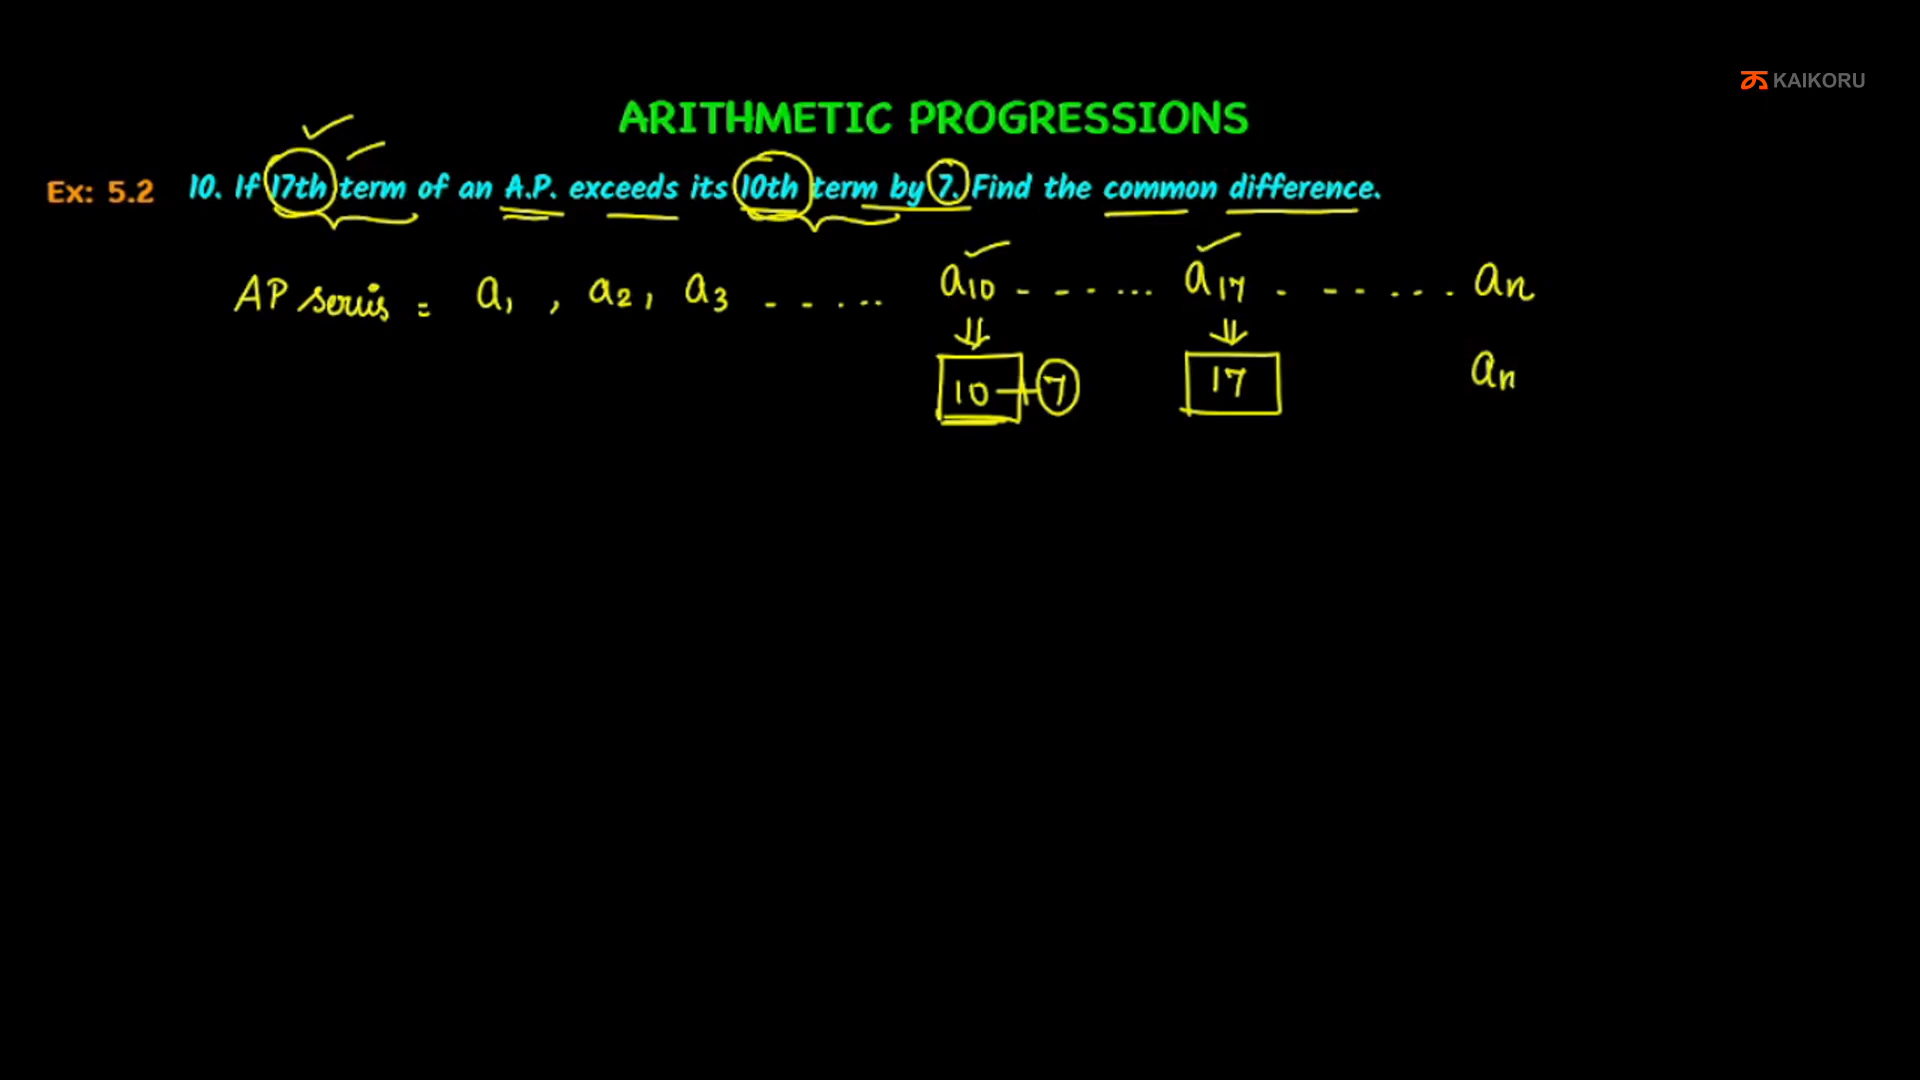 KAIKORU
ARITHMETIC PROGRESSIONS
Ex: 5.2 10. If 17th term of an A.P. exceeds its 10th term by 7. Find the common difference.
AP seris = a1 , a2, a3 - - - - .. a10 - - - - ... a17 . - - - ... . an
10 + 7 17 an